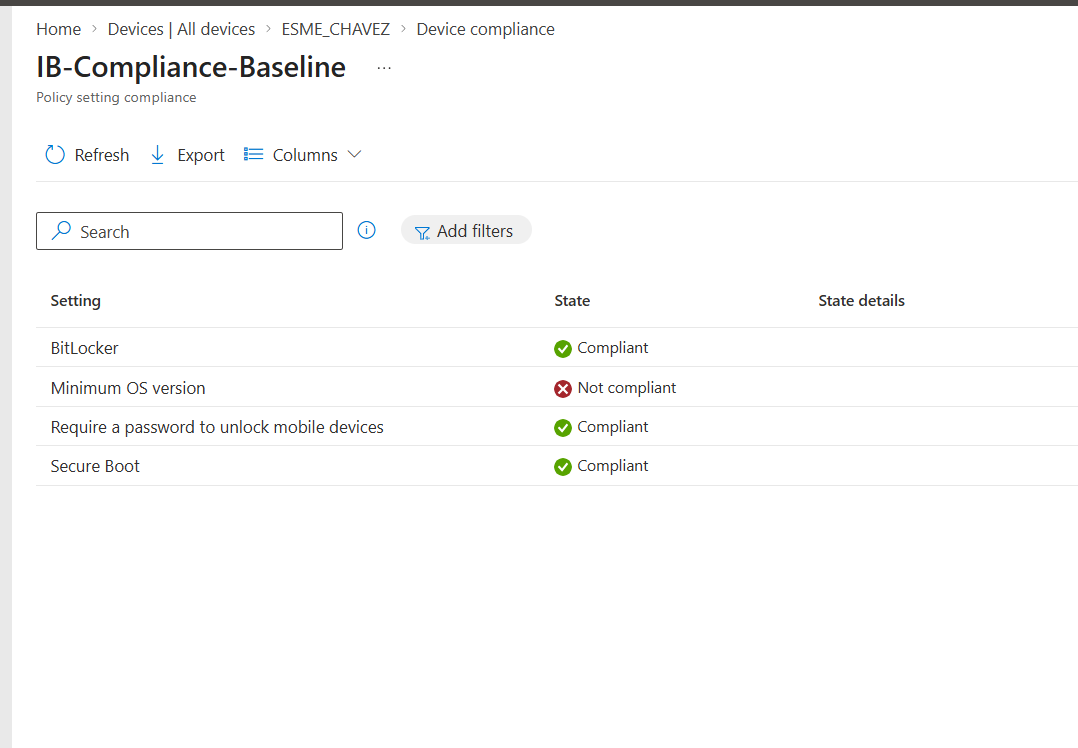 Home > Devices | All devices > ESME_CHAVEZ > Device compliance
IB-Compliance-Baseline ...
Policy setting compliance
Refresh Export Columns
Search Add filters
Setting State State details
BitLocker Compliant
Minimum OS version Not compliant
Require a password to unlock mobile devices Compliant
Secure Boot Compliant